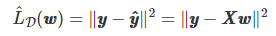 L̂_𝒟(𝒘) = ‖𝒚 − ŷ‖² = ‖𝒚 − 𝑿𝒘‖²